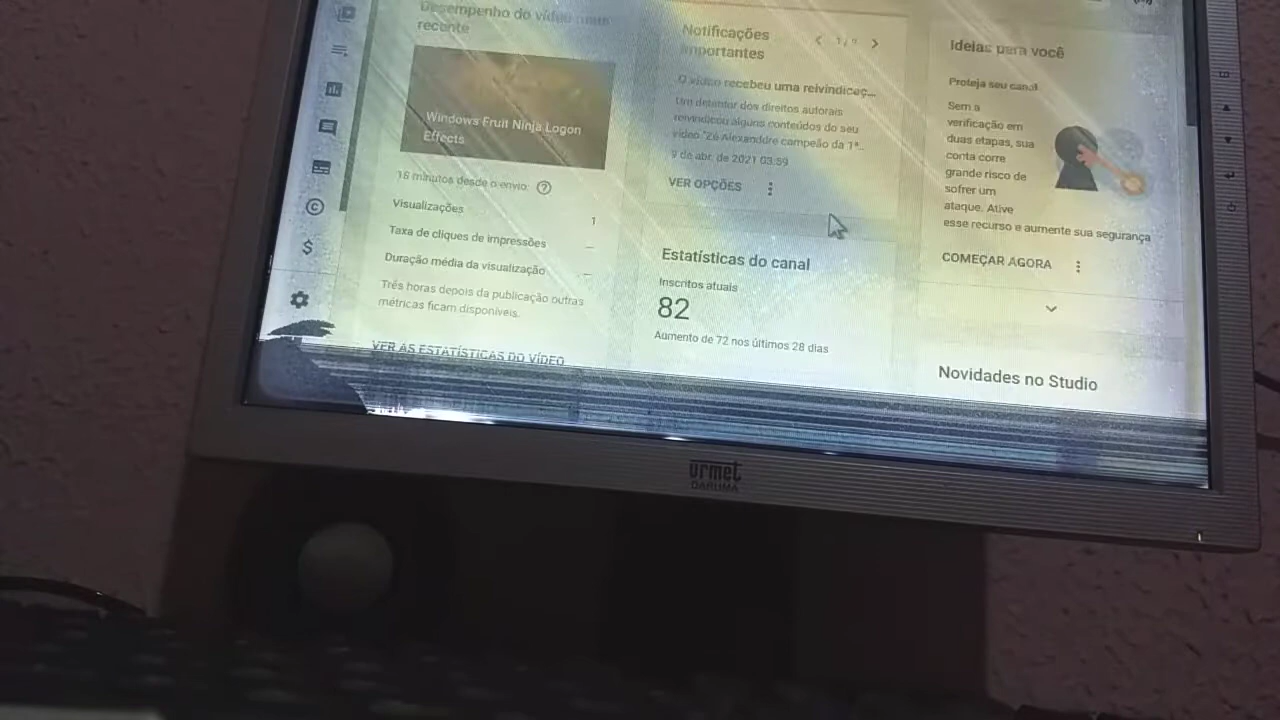 Desempenho do vídeo mais
recente
Windows Fruit Ninja Logon
Effects
16 minutos desde o envio:
Visualizações
1
Taxa de cliques de impressões
–
Duração média da visualização
–
Três horas depois da publicação outras
métricas ficam disponíveis.
VER AS ESTATÍSTICAS DO VÍDEO
Notificações
importantes
O vídeo recebeu uma reivindicaç...
Um detentor dos direitos autorais
reivindicou alguns conteúdos do seu
vídeo "Zé Alexanddre campeão da 1ª...
9 de abr. de 2021 03:59
VER OPÇÕES
Estatísticas do canal
Inscritos atuais
82
Aumento de 72 nos últimos 28 dias
Ideias para você
Proteja seu canal
Sem a
verificação em
duas etapas, sua
conta corre
grande risco de
sofrer um
ataque. Ative
esse recurso e aumente sua segurança
COMEÇAR AGORA
Novidades no Studio
urmet
DARUMA